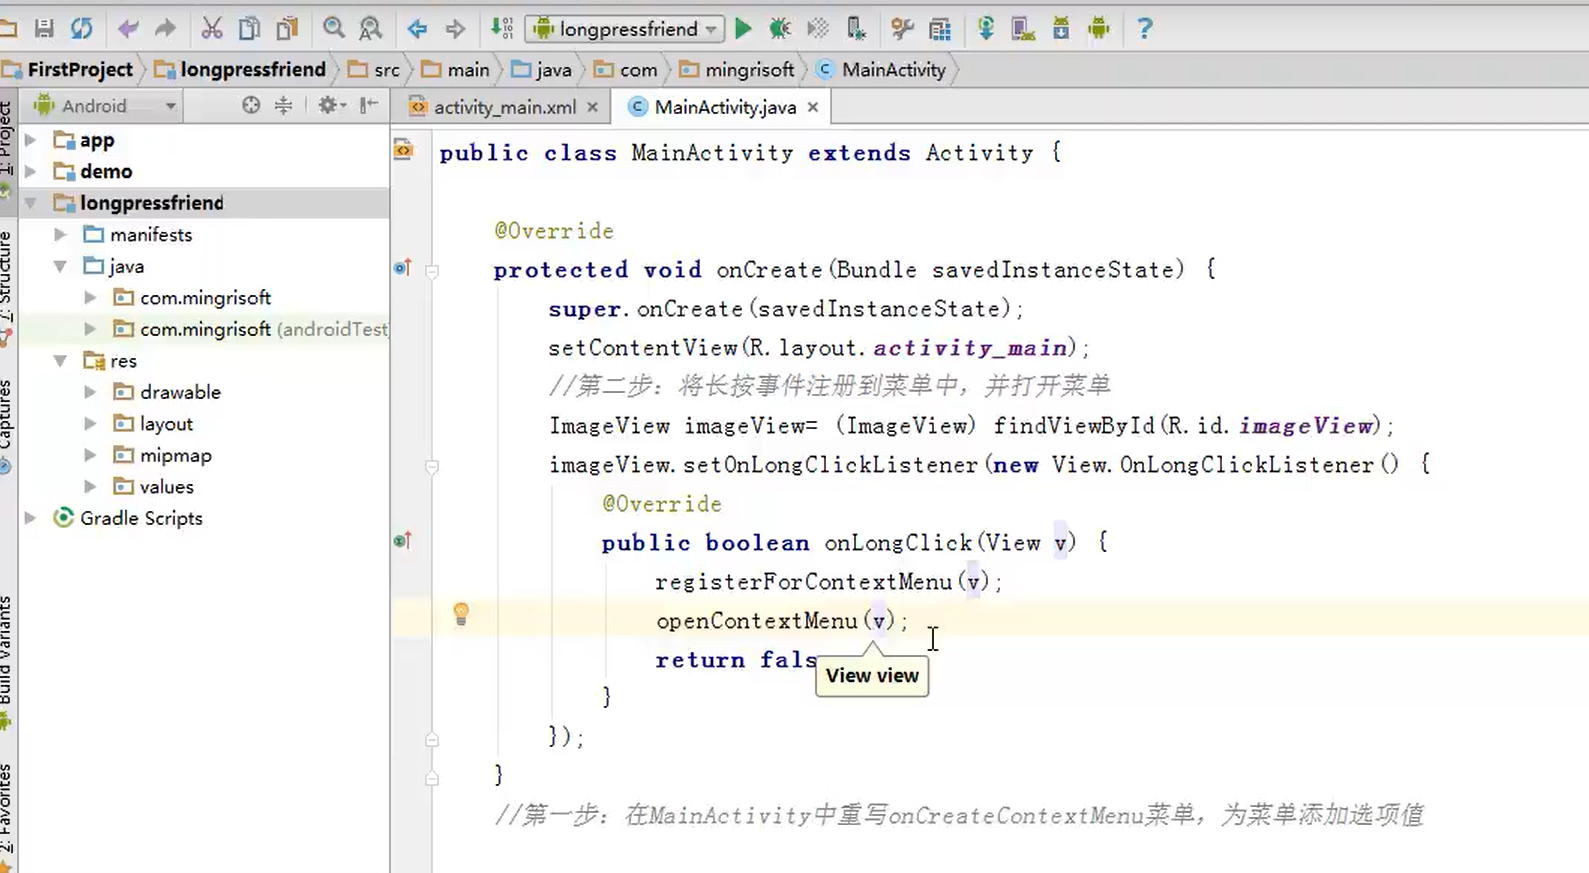 longpressfriend
FirstProject longpressfriend src main java com mingrisoft MainActivity
Android
activity_main.xml MainActivity.java
1: Project
7: Structure
Captures
Build Variants
2: Favorites
app
demo
longpressfriend
manifests
java
com.mingrisoft
com.mingrisoft (androidTest
res
drawable
layout
mipmap
values
Gradle Scripts
public class MainActivity extends Activity {
@Override
protected void onCreate(Bundle savedInstanceState) {
super.onCreate(savedInstanceState);
setContentView(R.layout.activity_main);
//第二步：将长按事件注册到菜单中，并打开菜单
ImageView imageView= (ImageView) findViewById(R.id.imageView);
imageView.setOnLongClickListener(new View.OnLongClickListener() {
@Override
public boolean onLongClick(View v) {
registerForContextMenu(v);
openContextMenu(v);
return fals
View view
}
});
}
//第一步：在MainActivity中重写onCreateContextMenu菜单，为菜单添加选项值